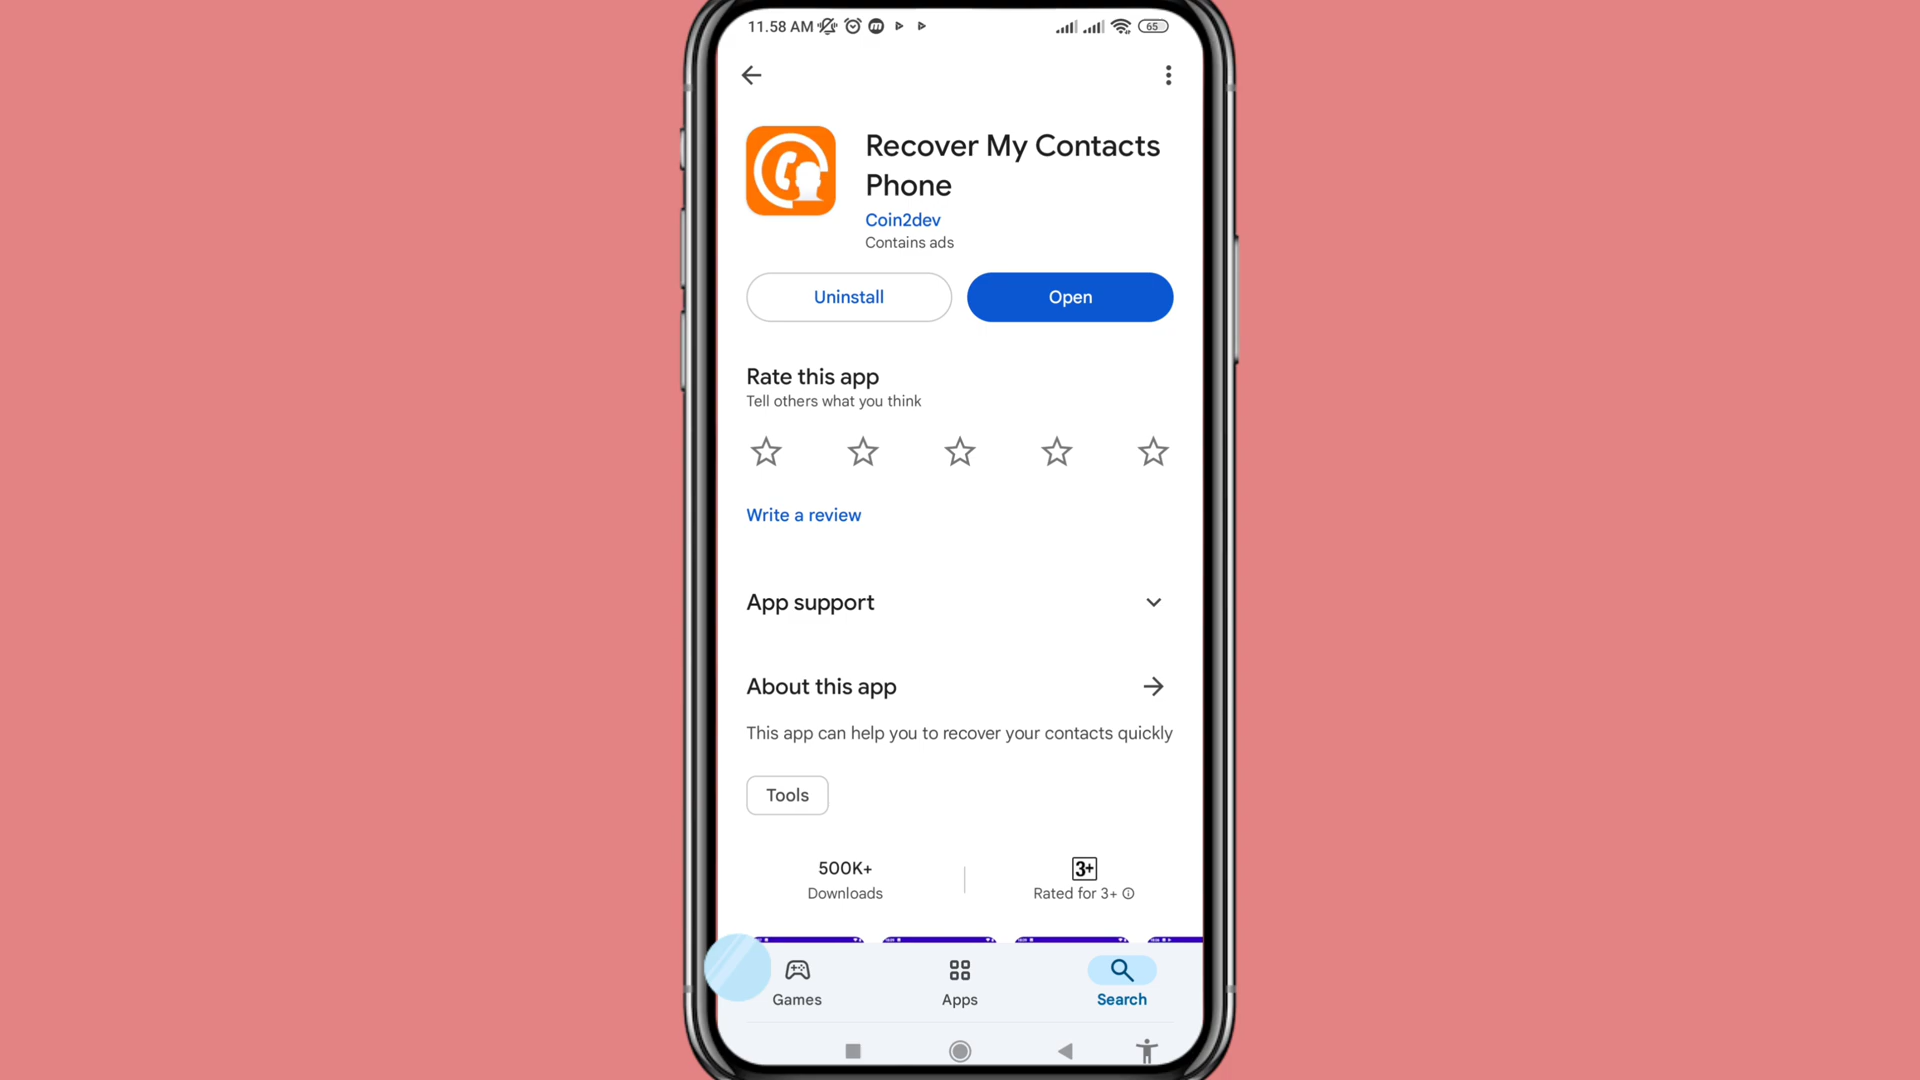 11.58 AM
65
Recover My Contacts
Phone
Coin2dev
Contains ads
Uninstall
Open
Rate this app
Tell others what you think
Write a review
App support
About this app
This app can help you to recover your contacts quickly
Tools
500K+
Downloads
3+
Rated for 3+
Games
Apps
Search